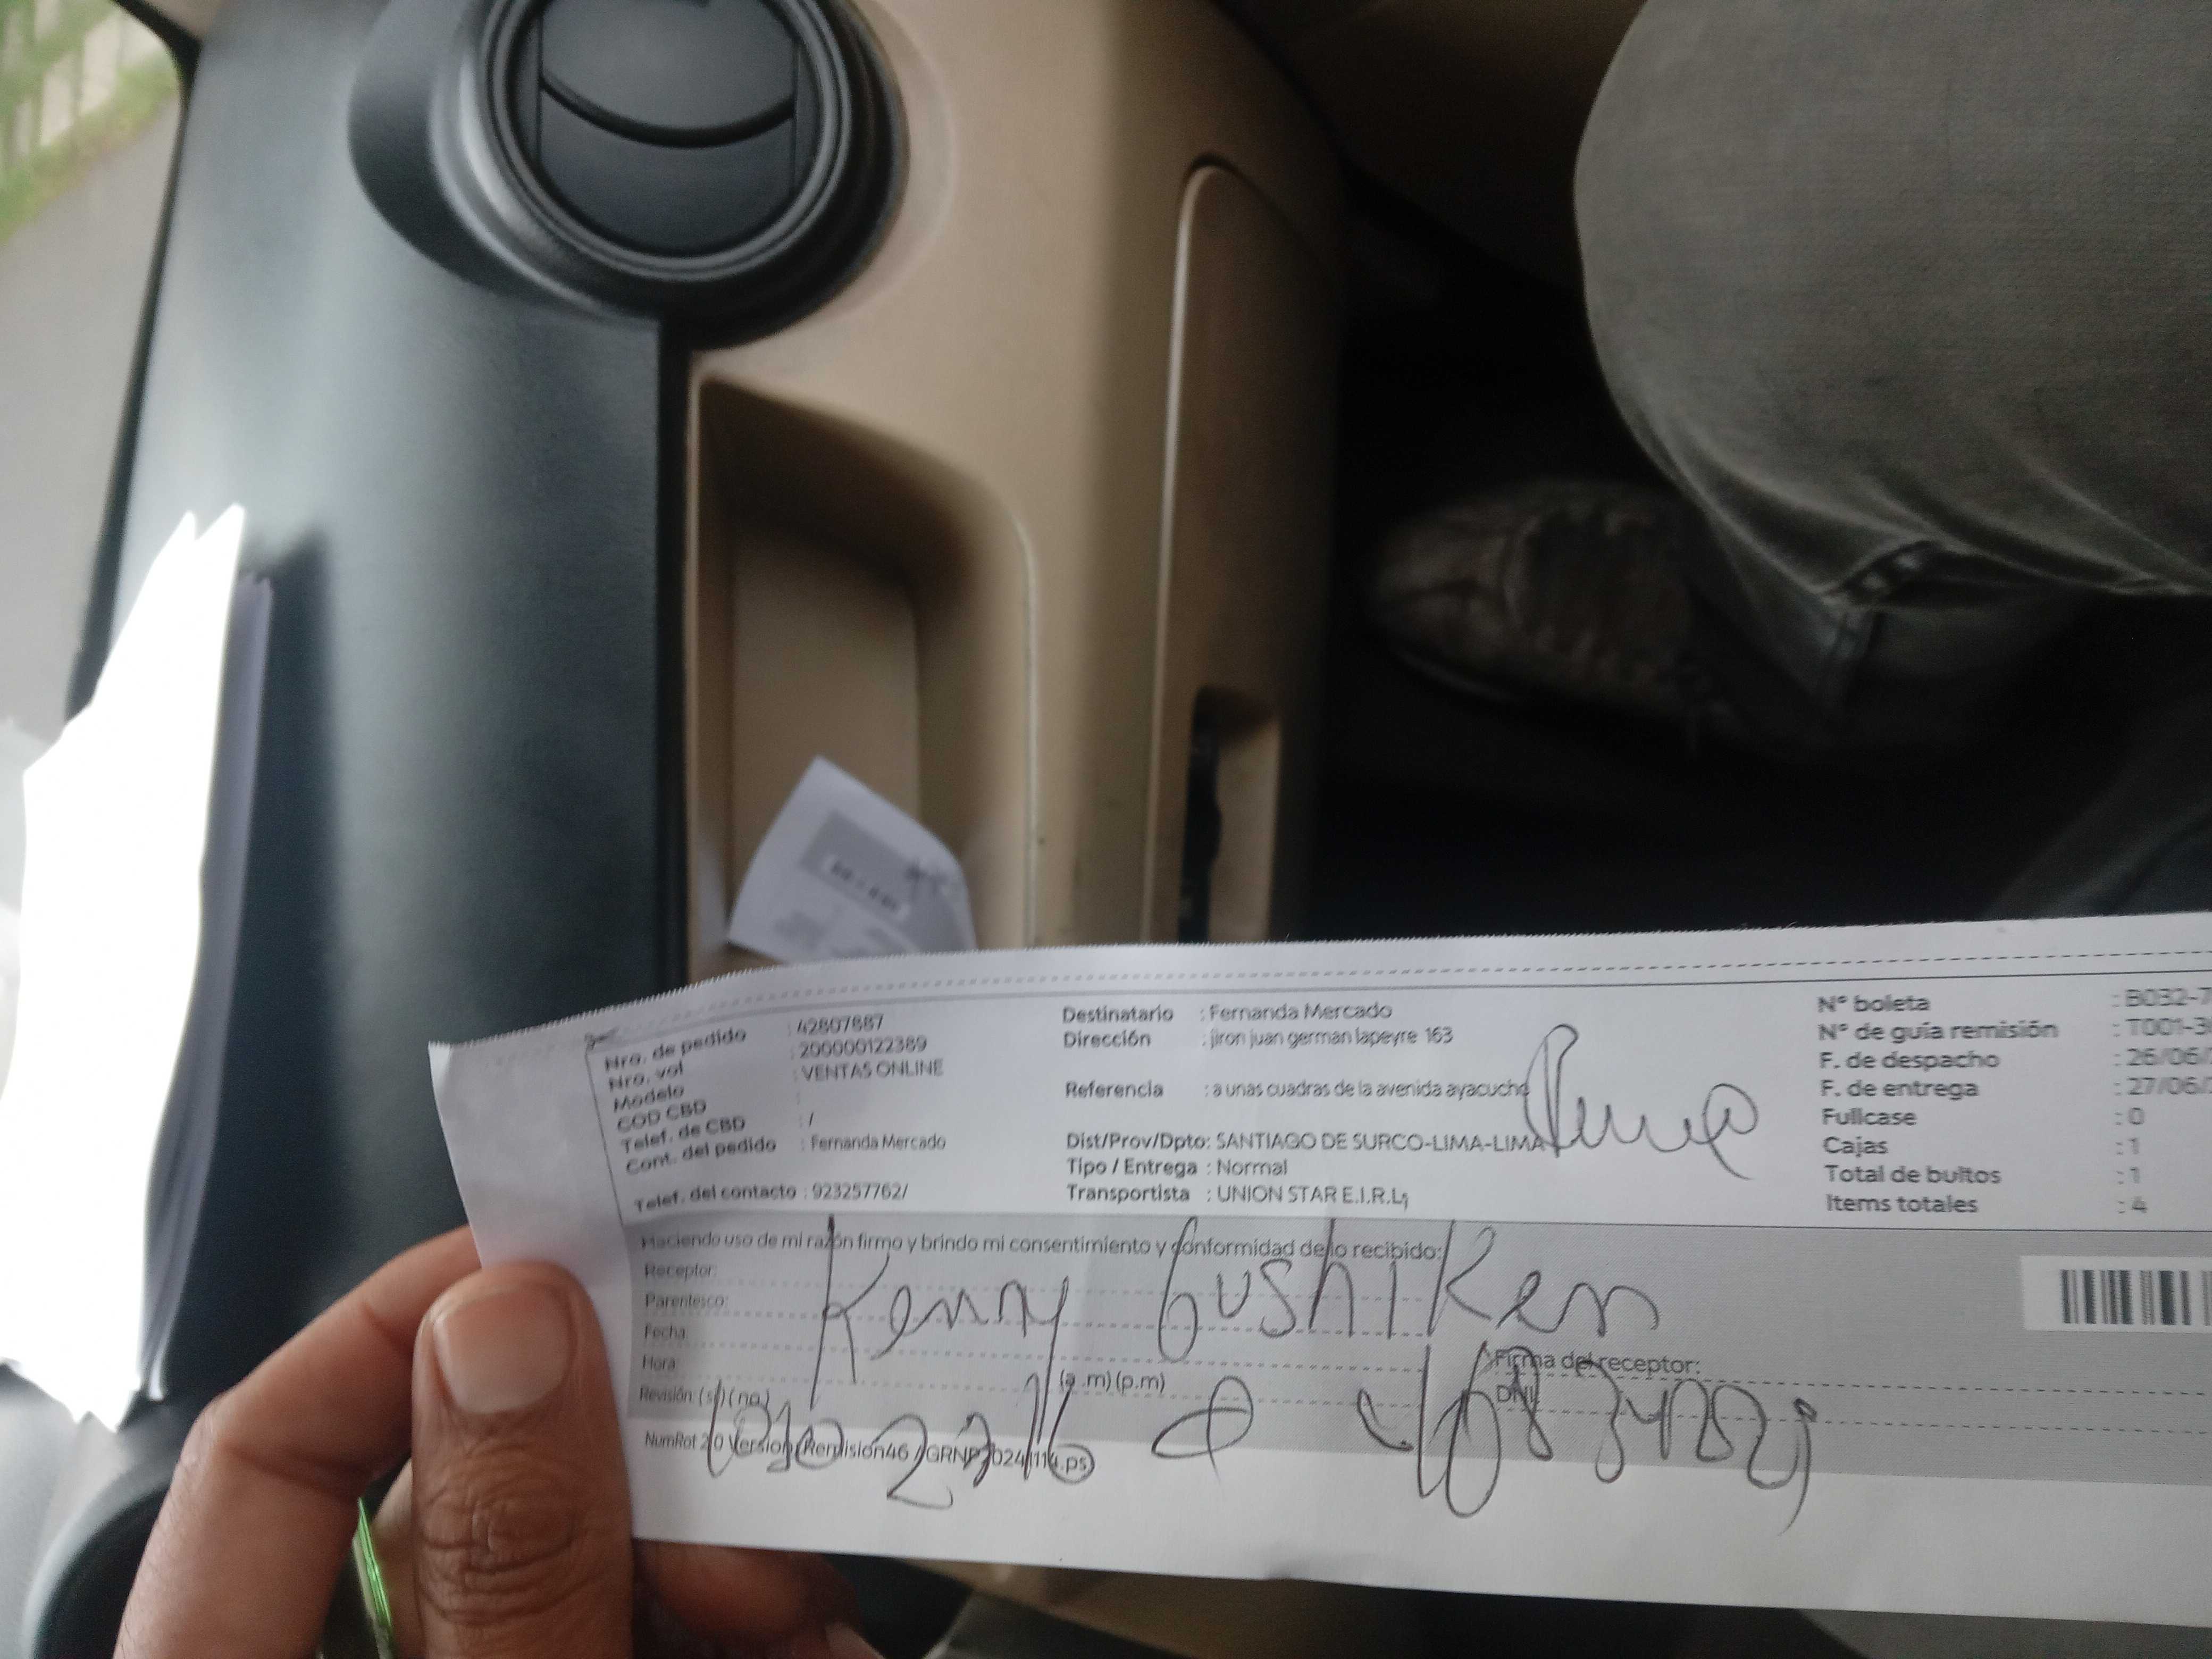 Nro. de pedido : 42807887
Nro. vol : 200000122389
Modelo : VENTAS ONLINE
COD CBD :
Telef. de CBD : /
Cont. del pedido : Fernanda Mercado
Telef. del contacto : 923257762/
Destinatario : Fernanda Mercado
Dirección : jiron juan german lapeyre 163
Referencia : a unas cuadras de la avenida ayacucho
Dist/Prov/Dpto: SANTIAGO DE SURCO-LIMA-LIMA
Tipo / Entrega : Normal
Transportista : UNION STAR E.I.R.L;
N° boleta : B032-7
N° de guía remisión : T001-3
F. de despacho : 26/06/
F. de entrega : 27/06/
Fullcase : 0
Cajas : 1
Total de bultos : 1
Items totales : 4
Haciendo uso de mi razón firmo y brindo mi consentimiento y conformidad de lo recibido:
Receptor:
Kenny Gushiken
Parentesco:
Fecha
Hora (a .m) (p.m)
Revisión: (si) (no)
Firma del receptor:
DNI
NumRot 2.0 Version